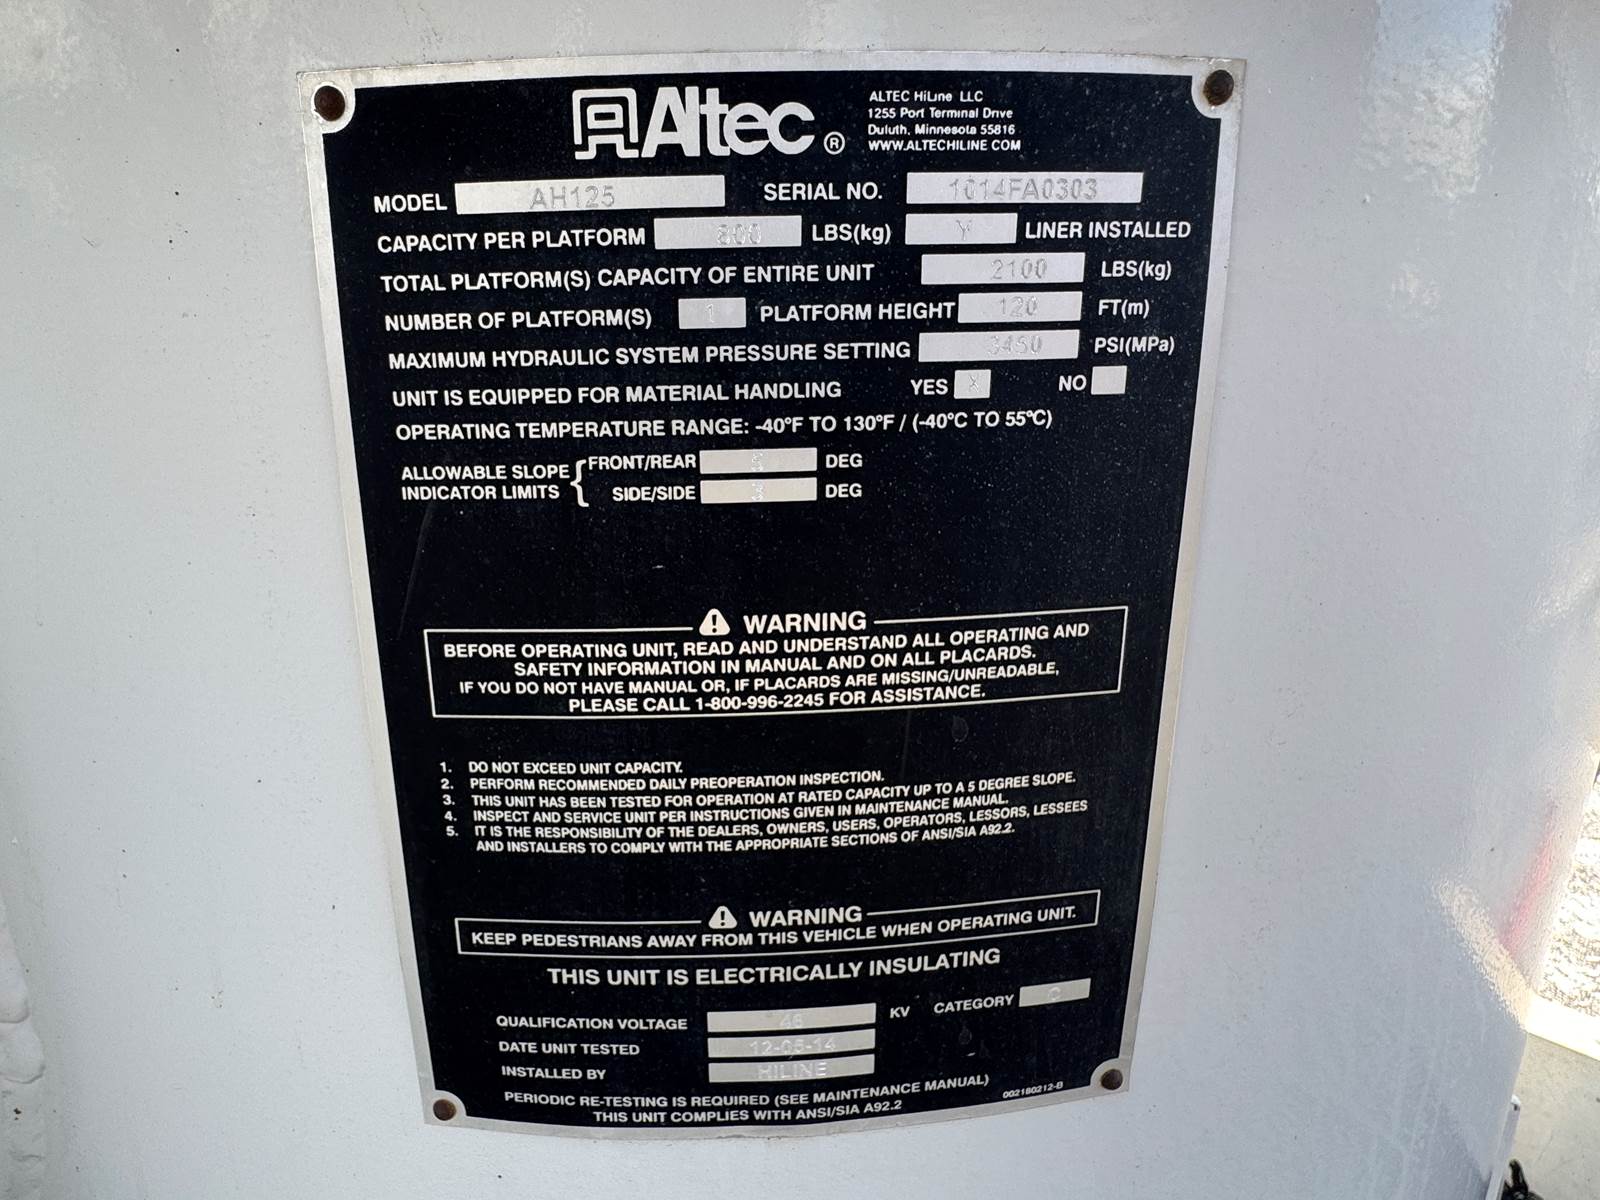 Altec®
ALTEC HiLine LLC
1255 Port Terminal Drive
Duluth, Minnesota 55816
WWW.ALTECHILINE.COM
MODEL AH125 SERIAL NO. 1014FA0303
CAPACITY PER PLATFORM 800 LBS(kg) Y LINER INSTALLED
TOTAL PLATFORM(S) CAPACITY OF ENTIRE UNIT 2100 LBS(kg)
NUMBER OF PLATFORM(S) 1 PLATFORM HEIGHT 120 FT(m)
MAXIMUM HYDRAULIC SYSTEM PRESSURE SETTING 3450 PSI(MPa)
UNIT IS EQUIPPED FOR MATERIAL HANDLING YES X NO
OPERATING TEMPERATURE RANGE: -40°F TO 130°F / (-40°C TO 55°C)
ALLOWABLE SLOPE INDICATOR LIMITS { FRONT/REAR DEG
SIDE/SIDE DEG
⚠ WARNING
BEFORE OPERATING UNIT, READ AND UNDERSTAND ALL OPERATING AND
SAFETY INFORMATION IN MANUAL AND ON ALL PLACARDS.
IF YOU DO NOT HAVE MANUAL OR, IF PLACARDS ARE MISSING/UNREADABLE,
PLEASE CALL 1-800-996-2245 FOR ASSISTANCE.
1. DO NOT EXCEED UNIT CAPACITY.
2. PERFORM RECOMMENDED DAILY PREOPERATION INSPECTION.
3. THIS UNIT HAS BEEN TESTED FOR OPERATION AT RATED CAPACITY UP TO A 5 DEGREE SLOPE.
4. INSPECT AND SERVICE UNIT PER INSTRUCTIONS GIVEN IN MAINTENANCE MANUAL.
5. IT IS THE RESPONSIBILITY OF THE DEALERS, OWNERS, USERS, OPERATORS, LESSORS, LESSEES
AND INSTALLERS TO COMPLY WITH THE APPROPRIATE SECTIONS OF ANSI/SIA A92.2.
⚠ WARNING
KEEP PEDESTRIANS AWAY FROM THIS VEHICLE WHEN OPERATING UNIT.
THIS UNIT IS ELECTRICALLY INSULATING
QUALIFICATION VOLTAGE 46 KV CATEGORY C
DATE UNIT TESTED 12-05-14
INSTALLED BY HILINE
PERIODIC RE-TESTING IS REQUIRED (SEE MAINTENANCE MANUAL)
002180212-B
THIS UNIT COMPLIES WITH ANSI/SIA A92.2